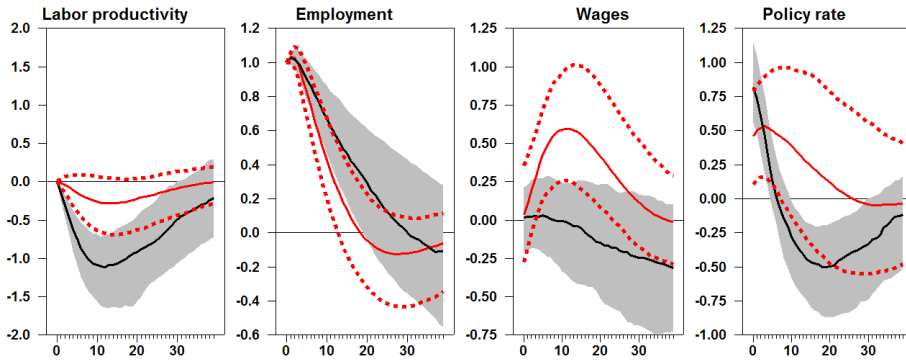 Labor productivity Employment Wages Policy rate
2.0 1.2 1.25 1.25
1.5 1.0 1.00 1.00
1.0 0.8 0.75 0.75
0.5 0.6 0.50 0.50
0.0 0.4 0.25 0.25
-0.5 0.2 0.00 0.00
-1.0 0.0 -0.25 -0.25
-1.5 -0.2 -0.50 -0.50
-2.0 -0.4 -0.75 -0.75
-0.6 -1.00
0 10 20 30 0 10 20 30 0 10 20 30 0 10 20 30